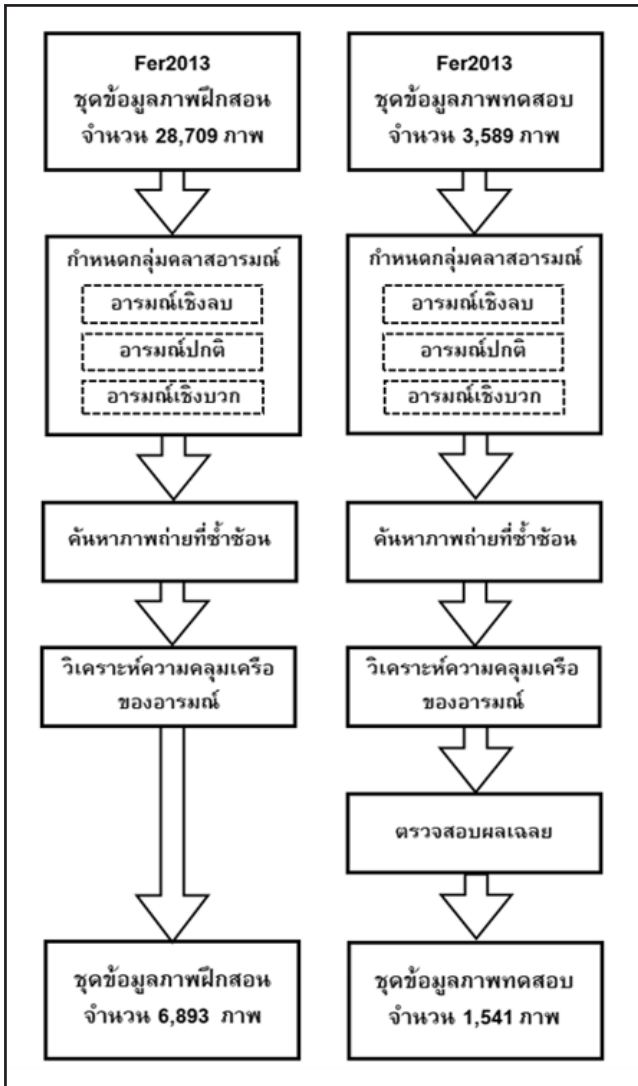 Fer2013
ชุดข้อมูลภาพฝึกสอน
จำนวน 28,709 ภาพ
กำหนดกลุ่มคลาสอารมณ์
อารมณ์เชิงลบ
อารมณ์ปกติ
อารมณ์เชิงบวก
ค้นหาภาพถ่ายที่ซ้ำซ้อน
วิเคราะห์ความคลุมเครือ
ของอารมณ์
ชุดข้อมูลภาพฝึกสอน
จำนวน 6,893 ภาพ
Fer2013
ชุดข้อมูลภาพทดสอบ
จำนวน 3,589 ภาพ
กำหนดกลุ่มคลาสอารมณ์
อารมณ์เชิงลบ
อารมณ์ปกติ
อารมณ์เชิงบวก
ค้นหาภาพถ่ายที่ซ้ำซ้อน
วิเคราะห์ความคลุมเครือ
ของอารมณ์
ตรวจสอบผลเฉลย
ชุดข้อมูลภาพทดสอบ
จำนวน 1,541 ภาพ